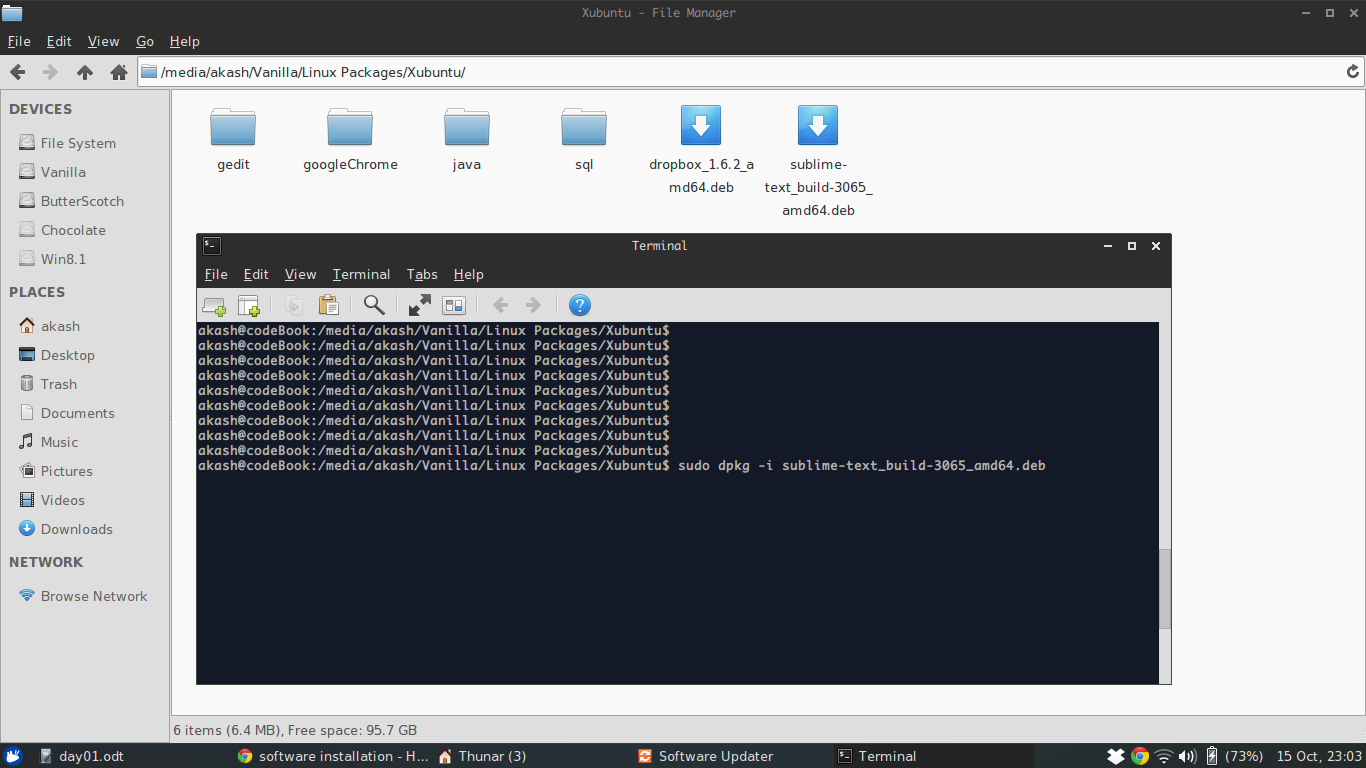 Xubuntu - File Manager
File Edit View Go Help
/media/akash/Vanilla/Linux Packages/Xubuntu/
DEVICES
File System
Vanilla
ButterScotch
Chocolate
Win8.1
PLACES
akash
Desktop
Trash
Documents
Music
Pictures
Videos
Downloads
NETWORK
Browse Network
gedit
googleChrome
java
sql
dropbox_1.6.2_a
md64.deb
sublime-
text_build-3065_
amd64.deb
Terminal
File Edit View Terminal Tabs Help
akash@codeBook:/media/akash/Vanilla/Linux Packages/Xubuntu$
akash@codeBook:/media/akash/Vanilla/Linux Packages/Xubuntu$
akash@codeBook:/media/akash/Vanilla/Linux Packages/Xubuntu$
akash@codeBook:/media/akash/Vanilla/Linux Packages/Xubuntu$
akash@codeBook:/media/akash/Vanilla/Linux Packages/Xubuntu$
akash@codeBook:/media/akash/Vanilla/Linux Packages/Xubuntu$
akash@codeBook:/media/akash/Vanilla/Linux Packages/Xubuntu$
akash@codeBook:/media/akash/Vanilla/Linux Packages/Xubuntu$
akash@codeBook:/media/akash/Vanilla/Linux Packages/Xubuntu$
akash@codeBook:/media/akash/Vanilla/Linux Packages/Xubuntu$ sudo dpkg -i sublime-text_build-3065_amd64.deb
6 items (6.4 MB), Free space: 95.7 GB
day01.odt software installation - H... Thunar (3) Software Updater Terminal (73%) 15 Oct, 23:03